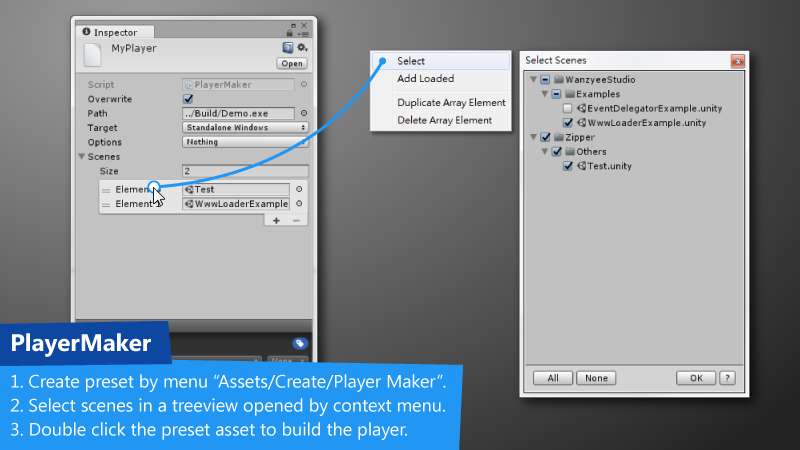 Inspector
MyPlayer
Open
Script
PlayerMaker
Overwrite
Path
../Build/Demo.exe
Target
Standalone Windows
Options
Nothing
Scenes
Size
2
Element
Test
Element
WwwLoaderExample
+ −
Select
Add Loaded
Duplicate Array Element
Delete Array Element
Select Scenes
WanzyeeStudio
Examples
EventDelegatorExample.unity
WwwLoaderExample.unity
Zipper
Others
Test.unity
All
None
OK
?
PlayerMaker
1. Create preset by menu “Assets/Create/Player Maker”.
2. Select scenes in a treeview opened by context menu.
3. Double click the preset asset to build the player.